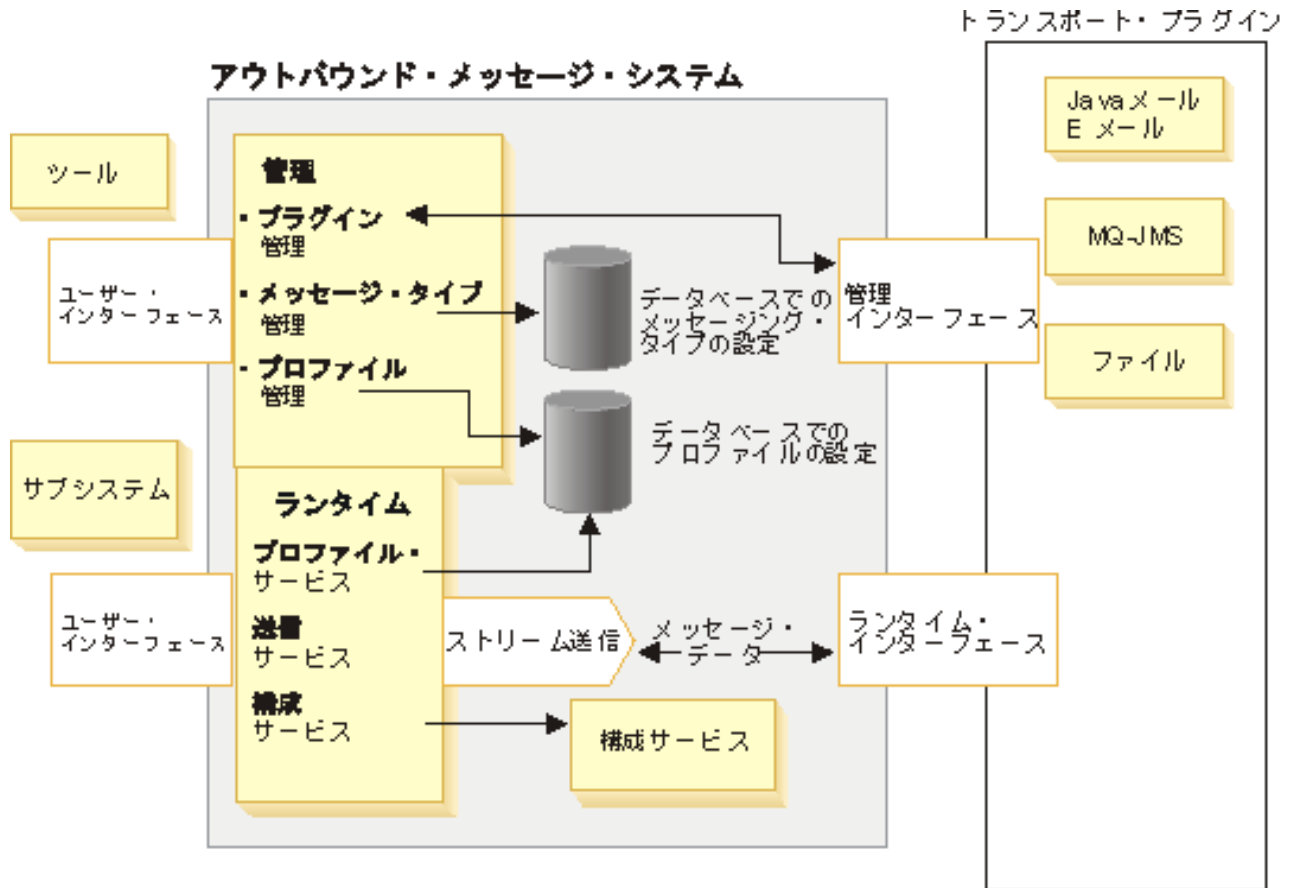 トランスポート・プラグイン
アウトバウンド・メッセージ・システム
ツール
ユーザー・
インターフェース
管理
・プラグイン
管理
・メッセージ・タイプ
管理
・プロファイル
管理
データベースでの
メッセージング・
タイプの設定
データベースでの
プロファイルの設定
管理
インターフェース
Javaメール
E メール
MQ-JMS
ファイル
サブシステム
ユーザー・
インターフェース
ランタイム
プロファイル・
サービス
送信
サービス
構成
サービス
ストリーム送信
メッセージ・
データ
ランタイム・
インターフェース
構成サービス